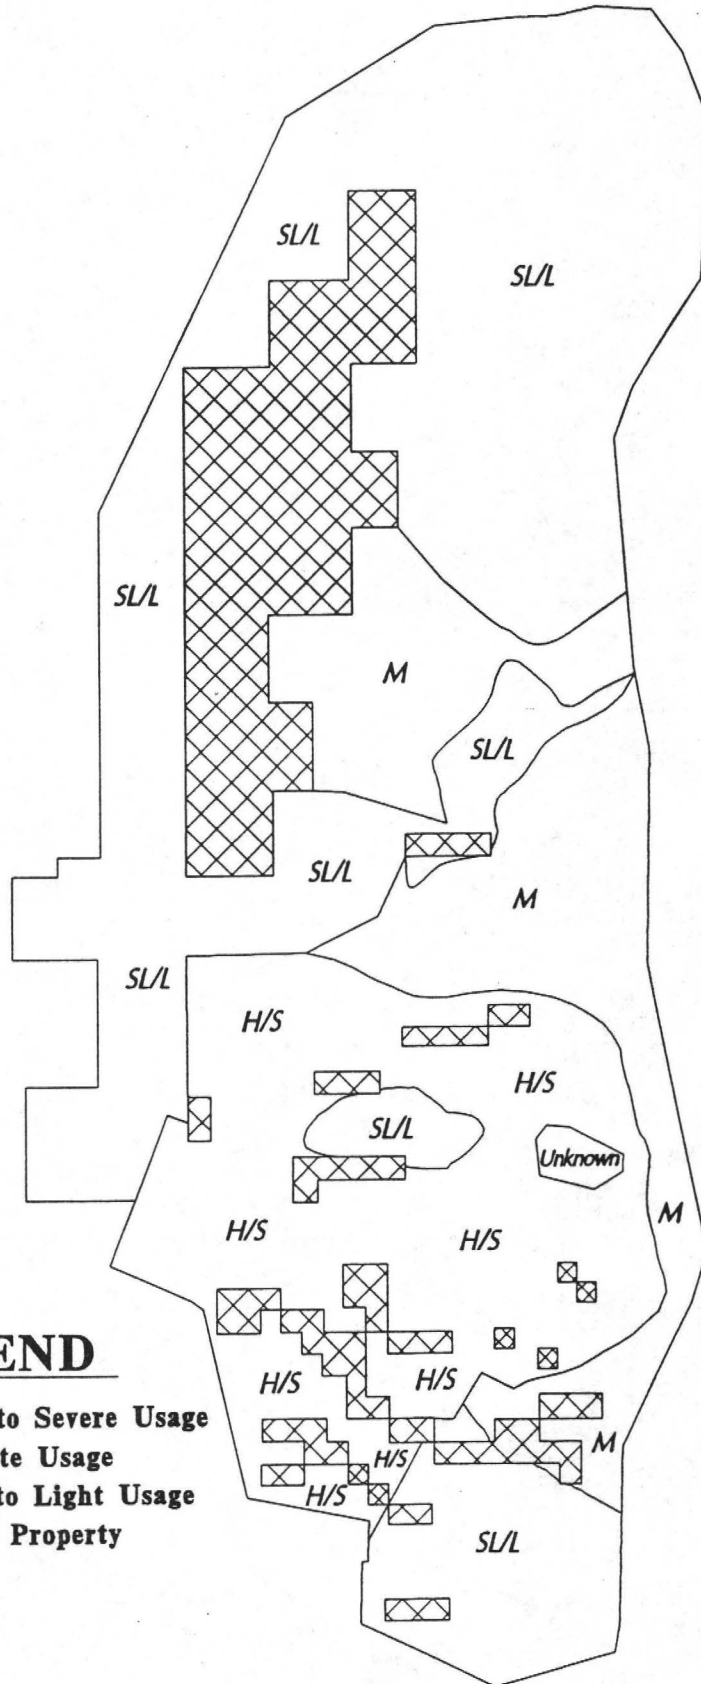 SL/L
SL/L
SL/L
M
SL/L
SL/L
M
SL/L
H/S
H/S
SL/L
Unknown
M
H/S
H/S
H/S
H/S
M
H/S
H/S
SL/L
END
to Severe Usage
te Usage
to Light Usage
Property